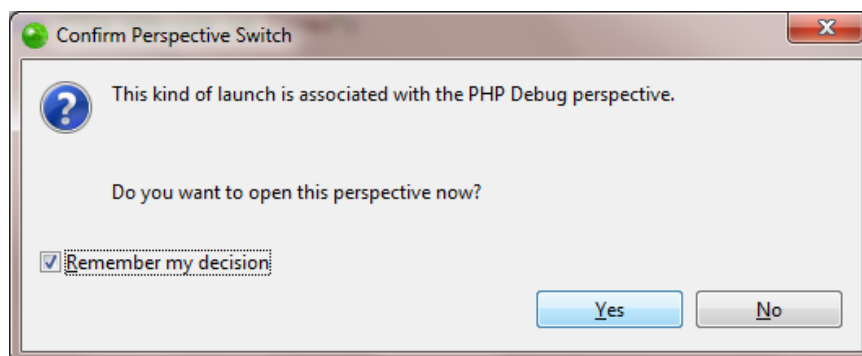 Confirm Perspective Switch
This kind of launch is associated with the PHP Debug perspective.
Do you want to open this perspective now?
Remember my decision
Yes No